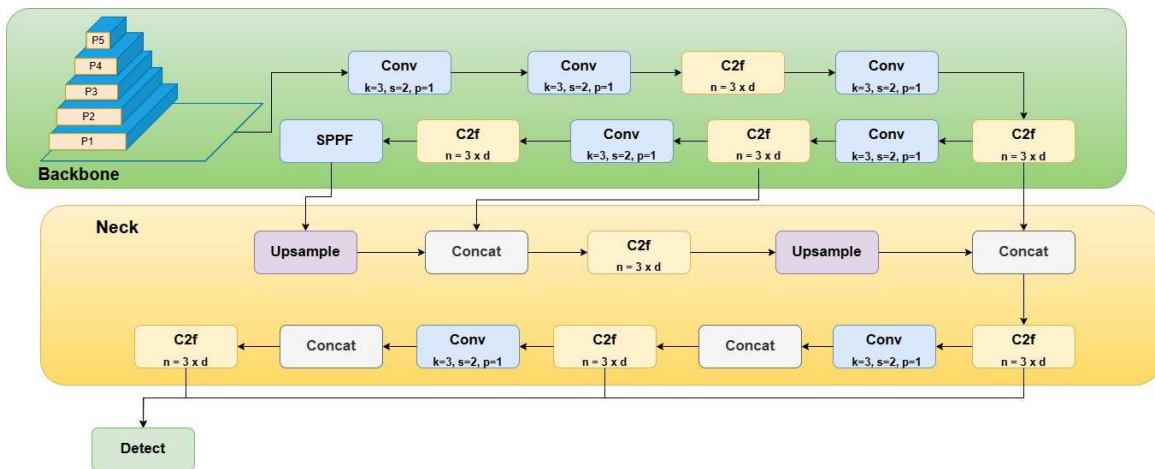 P5
P4
P3
P2
P1
Conv
k=3, s=2, p=1
Conv
k=3, s=2, p=1
C2f
n = 3 x d
Conv
k=3, s=2, p=1
SPPF
C2f
n = 3 x d
Conv
k=3, s=2, p=1
C2f
n = 3 x d
Conv
k=3, s=2, p=1
C2f
n = 3 x d
Backbone
Neck
Upsample
Concat
C2f
n = 3 x d
Upsample
Concat
C2f
n = 3 x d
Concat
Conv
k=3, s=2, p=1
C2f
n = 3 x d
Concat
Conv
k=3, s=2, p=1
C2f
n = 3 x d
Detect